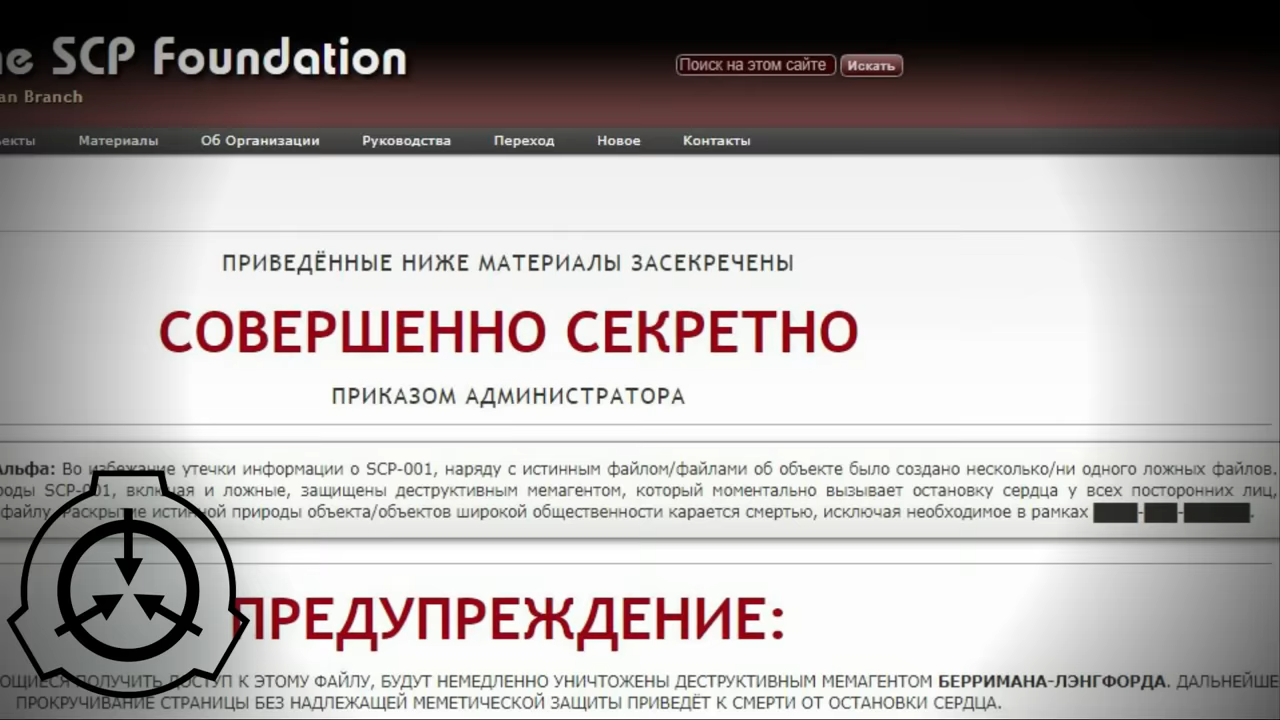 he SCP Foundation
an Branch
Поиск на этом сайте Искать
екты Материалы Об Организации Руководства Переход Новое Контакты
ПРИВЕДЁННЫЕ НИЖЕ МАТЕРИАЛЫ ЗАСЕКРЕЧЕНЫ
СОВЕРШЕННО СЕКРЕТНО
ПРИКАЗОМ АДМИНИСТРАТОРА
Альфа: Во избежание утечки информации о SCP-001, наряду с истинным файлом/файлами об объекте было создано несколько/ни одного ложных файлов.
роды SCP-001, включая и ложные, защищены деструктивным мемагентом, который моментально вызывает остановку сердца у всех посторонних лиц,
файлу. Раскрытие истинной природы объекта/объектов широкой общественности карается смертью, исключая необходимое в рамках ████-███-██████.
ПРЕДУПРЕЖДЕНИЕ:
ЮЩИЕСЯ ПОЛУЧИТЬ ДОСТУП К ЭТОМУ ФАЙЛУ, БУДУТ НЕМЕДЛЕННО УНИЧТОЖЕНЫ ДЕСТРУКТИВНЫМ МЕМАГЕНТОМ БЕРРИМАНА-ЛЭНГФОРДА. ДАЛЬНЕЙШЕ
ПРОКРУЧИВАНИЕ СТРАНИЦЫ БЕЗ НАДЛЕЖАЩЕЙ МЕМЕТИЧЕСКОЙ ЗАЩИТЫ ПРИВЕДЁТ К СМЕРТИ ОТ ОСТАНОВКИ СЕРДЦА.